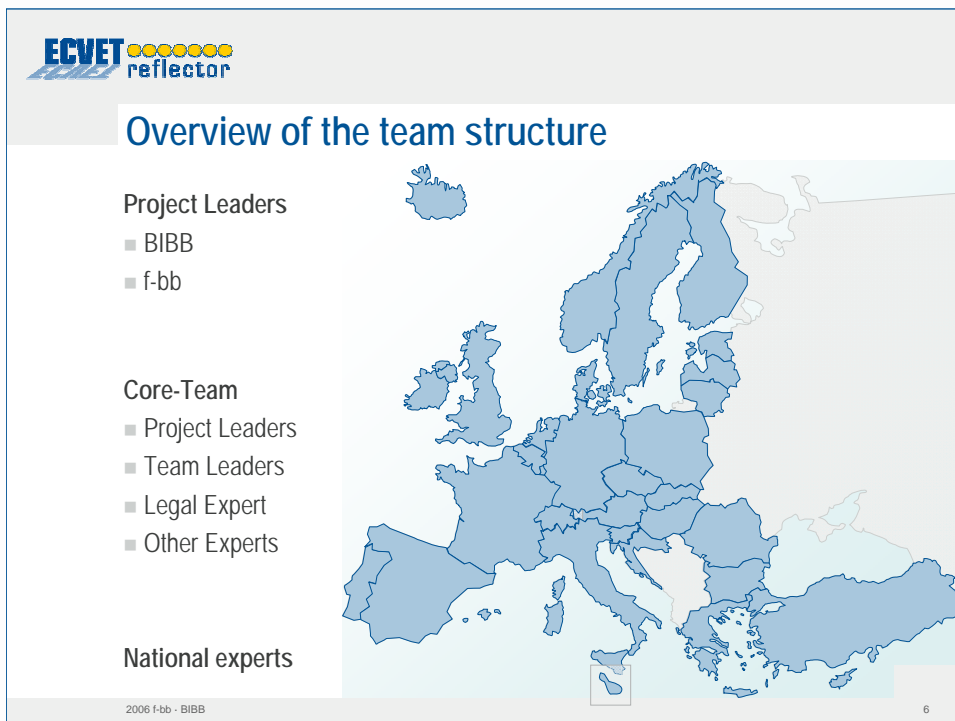 ECVET
reflector
Overview of the team structure
Project Leaders
BIBB
f-bb
Core-Team
Project Leaders
Team Leaders
Legal Expert
Other Experts
National experts
2006 f-bb - BIBB
6